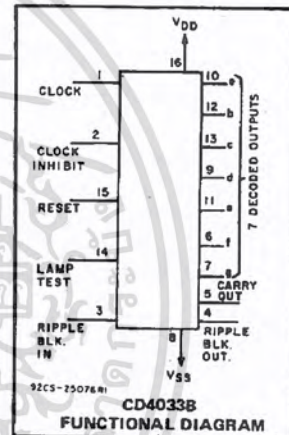 VDD
16
1
CLOCK
2
CLOCK
INHIBIT
15
RESET
14
LAMP
TEST
3
RIPPLE
BLK.
IN
10 a
12 b
13 c
9 d
11 e
6 f
7 g
7 DECODED OUTPUTS
CARRY
OUT
5
4
RIPPLE
BLK.
OUT.
8
VSS
92CS-25076R1
CD4033B
FUNCTIONAL DIAGRAM